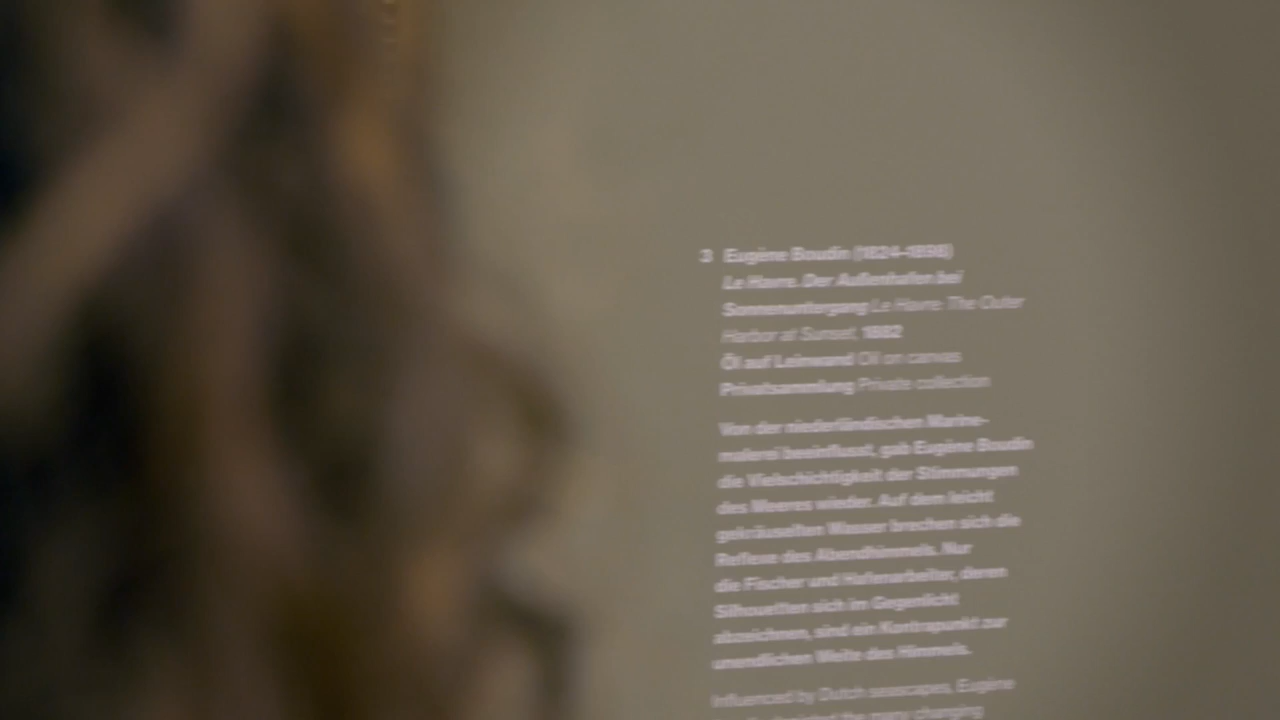 3 Eugène Boudin (1824–1898)
Le Havre. Der Außenhafen bei
Sonnenuntergang Le Havre. The Outer
Harbor at Sunset, 1882
Öl auf Leinwand Oil on canvas
Privatsammlung Private collection
Von der niederländischen Marine-
malerei beeinflusst, gab Eugène Boudin
die Vielschichtigkeit der Stimmungen
des Meeres wieder. Auf dem leicht
gekräuselten Wasser brechen sich die
Reflexe des Abendhimmels. Nur
die Fischer und Hafenarbeiter, deren
Silhouetten sich im Gegenlicht
abzeichnen, sind ein Kontrapunkt zur
unendlichen Weite des Himmels.
Influenced by Dutch seascapes, Eugène
the many changing